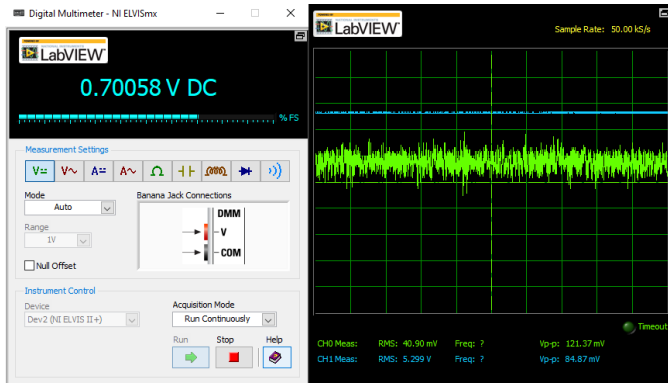 Digital Multimeter - NI ELVISmx
LabVIEW
0.70058 V DC
% FS
Measurement Settings
V= V~ A= A~ Ω
Mode
Auto
Banana Jack Connections
DMM
V
COM
Range
1V
Null Offset
Instrument Control
Device
Dev2 (NI ELVIS II+)
Acquisition Mode
Run Continuously
Run Stop Help
LabVIEW
Sample Rate: 50.00 kS/s
Timeout
CH0 Meas: RMS: 40.90 mV Freq: ? Vp-p: 121.37 mV
CH1 Meas: RMS: 5.299 V Freq: ? Vp-p: 84.87 mV